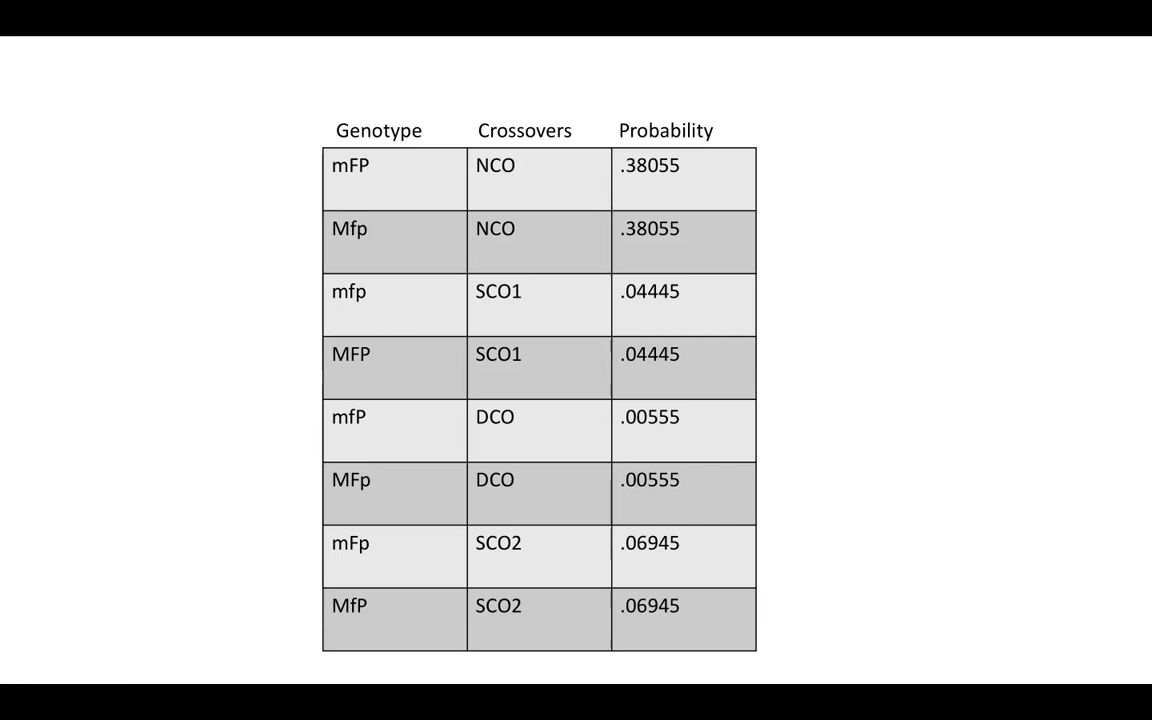 Genotype Crossovers Probability
mFP NCO .38055
Mfp NCO .38055
mfp SCO1 .04445
MFP SCO1 .04445
mfP DCO .00555
MFp DCO .00555
mFp SCO2 .06945
MfP SCO2 .06945